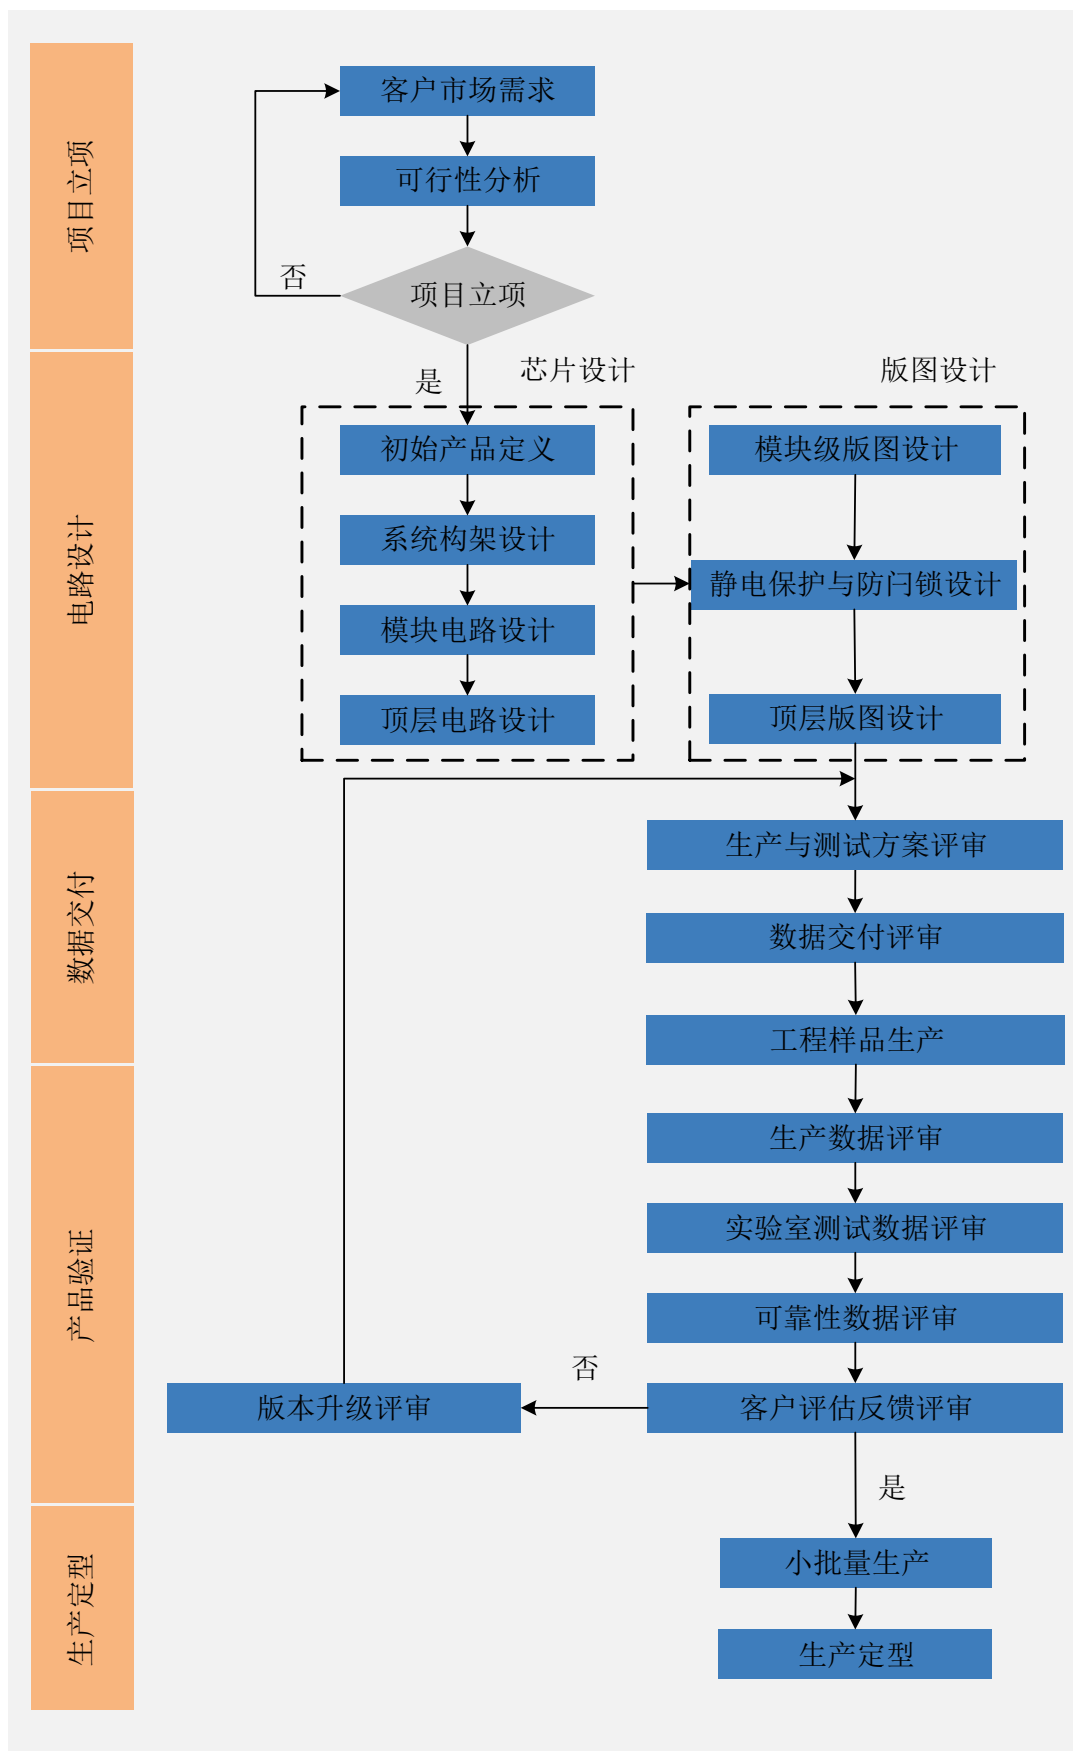 项目立项
客户市场需求
可行性分析
项目立项
否
是
电路设计
芯片设计
初始产品定义
系统构架设计
模块电路设计
顶层电路设计
版图设计
模块级版图设计
静电保护与防闩锁设计
顶层版图设计
数据交付
生产与测试方案评审
数据交付评审
工程样品生产
产品验证
生产数据评审
实验室测试数据评审
可靠性数据评审
客户评估反馈评审
否
版本升级评审
是
生产定型
小批量生产
生产定型